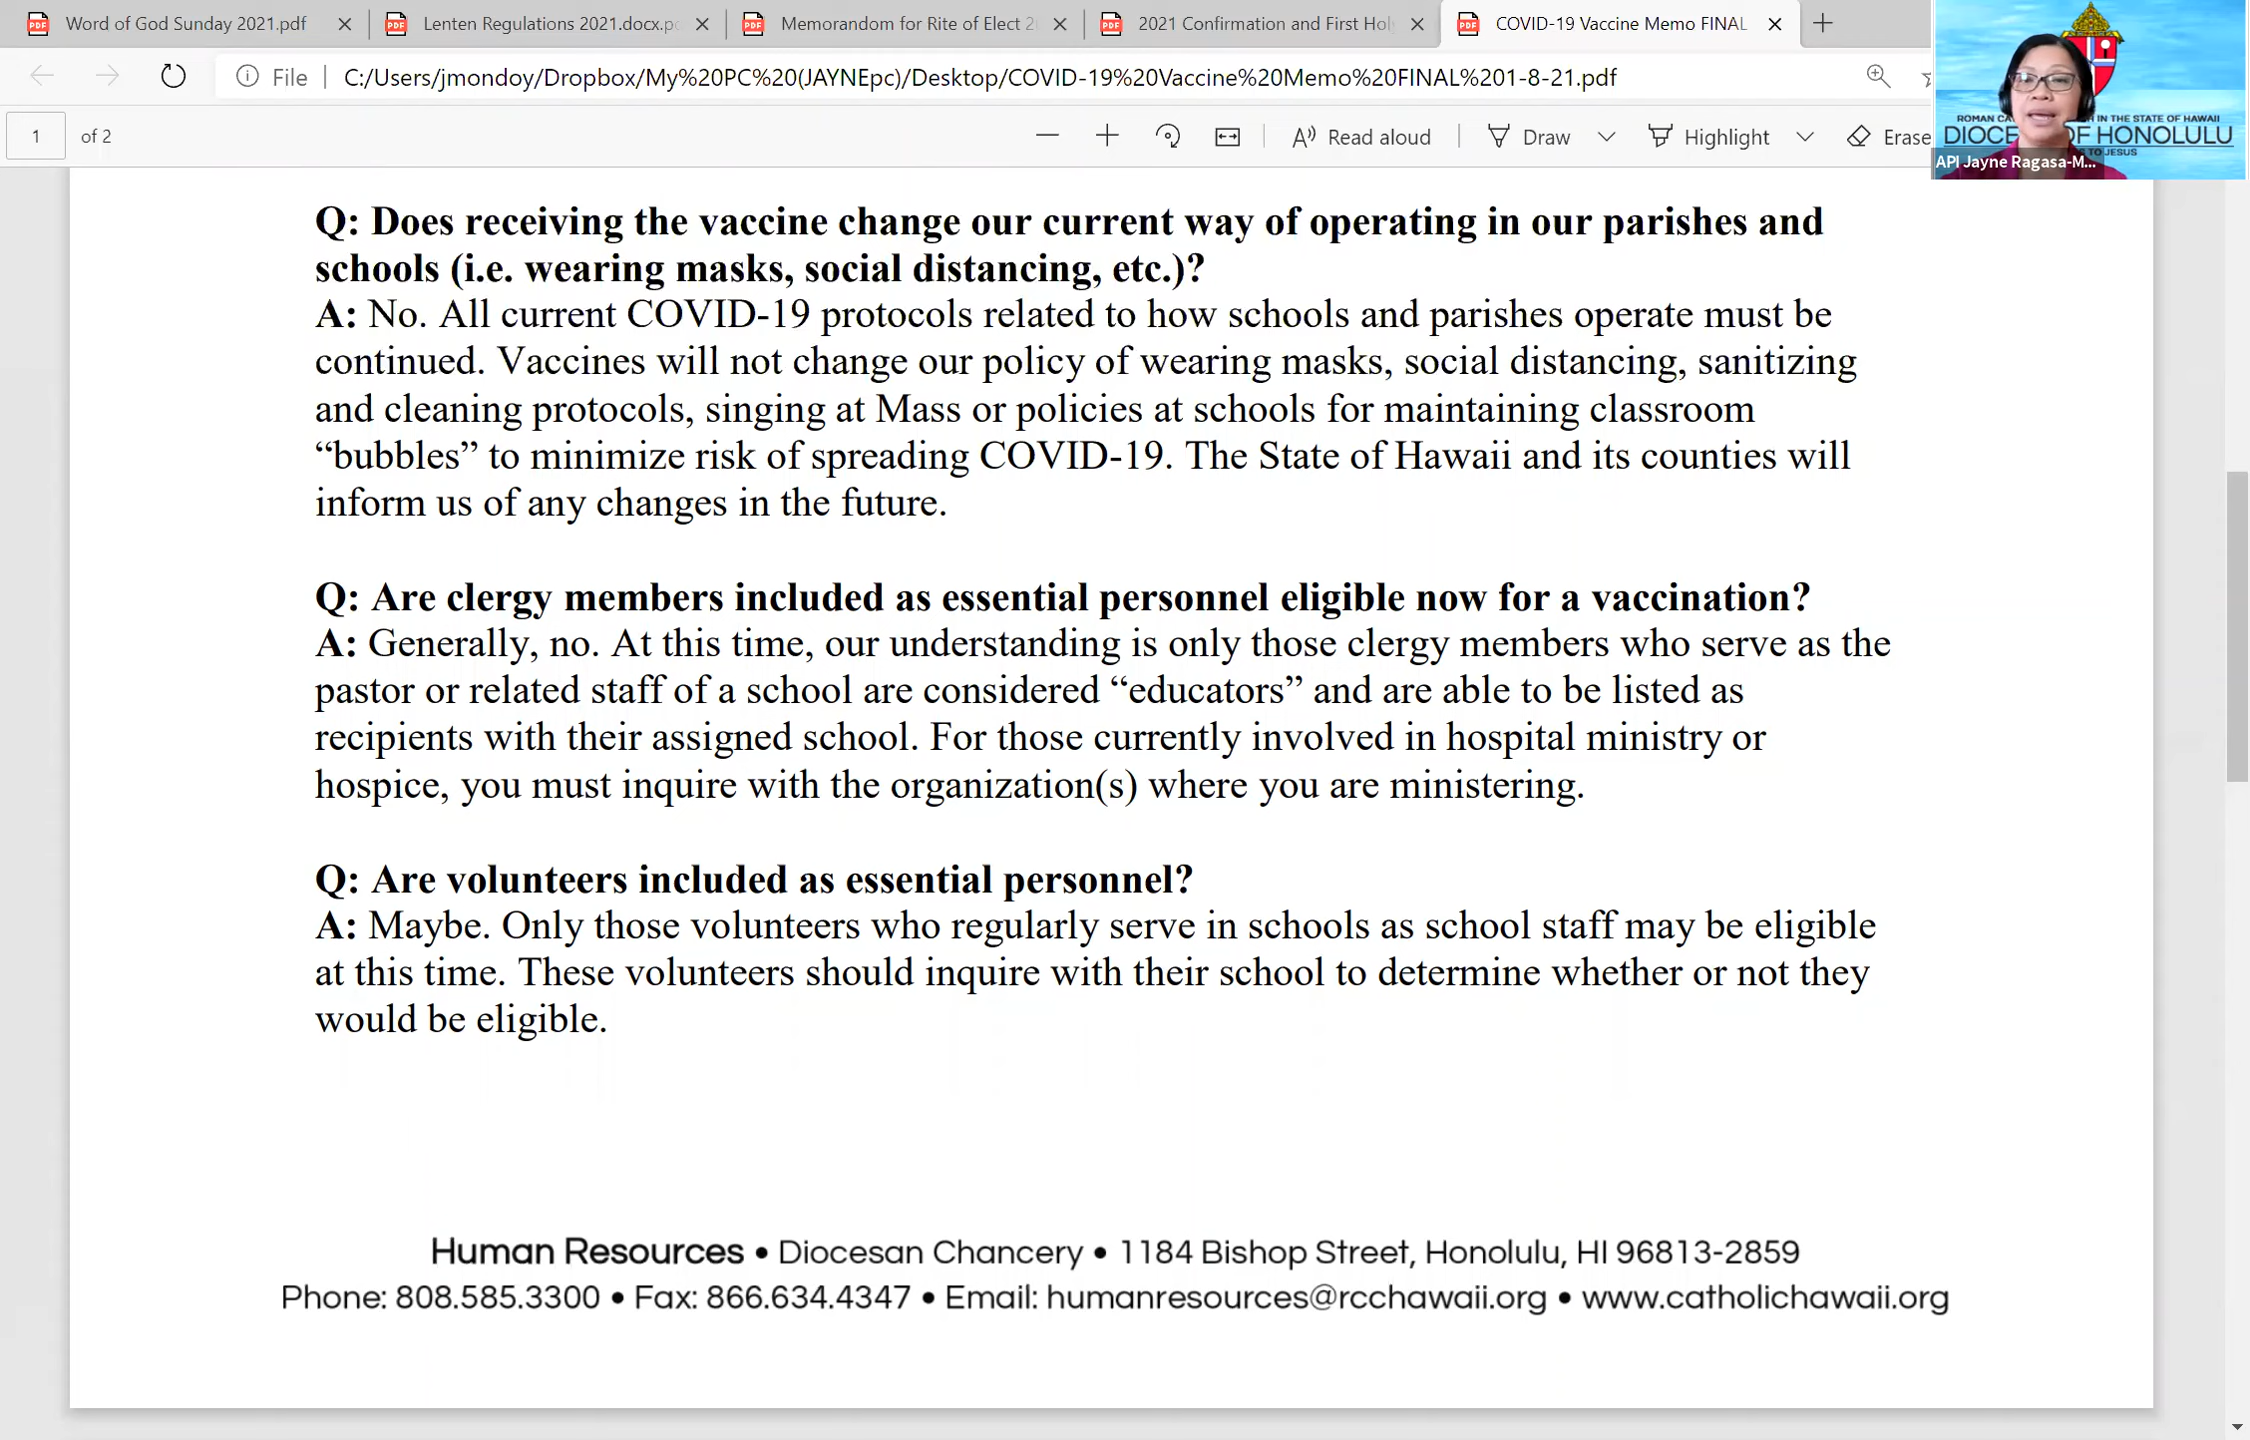 Word of God Sunday 2021.pdf
Lenten Regulations 2021.docx.p
Memorandum for Rite of Elect 2
2021 Confirmation and First Hol
COVID-19 Vaccine Memo FINAL
File
C:/Users/jmondoy/Dropbox/My%20PC%20(JAYNEpc)/Desktop/COVID-19%20Vaccine%20Memo%20FINAL%201-8-21.pdf
1 of 2
Read aloud
Draw
Highlight
Erase
ROMAN CA IN THE STATE OF HAWAII
DIOCE OF HONOLULU
TO JESUS
API Jayne Ragasa-M...
Q: Does receiving the vaccine change our current way of operating in our parishes and
schools (i.e. wearing masks, social distancing, etc.)?
A: No. All current COVID-19 protocols related to how schools and parishes operate must be
continued. Vaccines will not change our policy of wearing masks, social distancing, sanitizing
and cleaning protocols, singing at Mass or policies at schools for maintaining classroom
“bubbles” to minimize risk of spreading COVID-19. The State of Hawaii and its counties will
inform us of any changes in the future.
Q: Are clergy members included as essential personnel eligible now for a vaccination?
A: Generally, no. At this time, our understanding is only those clergy members who serve as the
pastor or related staff of a school are considered “educators” and are able to be listed as
recipients with their assigned school. For those currently involved in hospital ministry or
hospice, you must inquire with the organization(s) where you are ministering.
Q: Are volunteers included as essential personnel?
A: Maybe. Only those volunteers who regularly serve in schools as school staff may be eligible
at this time. These volunteers should inquire with their school to determine whether or not they
would be eligible.
Human Resources • Diocesan Chancery • 1184 Bishop Street, Honolulu, HI 96813-2859
Phone: 808.585.3300 • Fax: 866.634.4347 • Email: humanresources@rcchawaii.org • www.catholichawaii.org